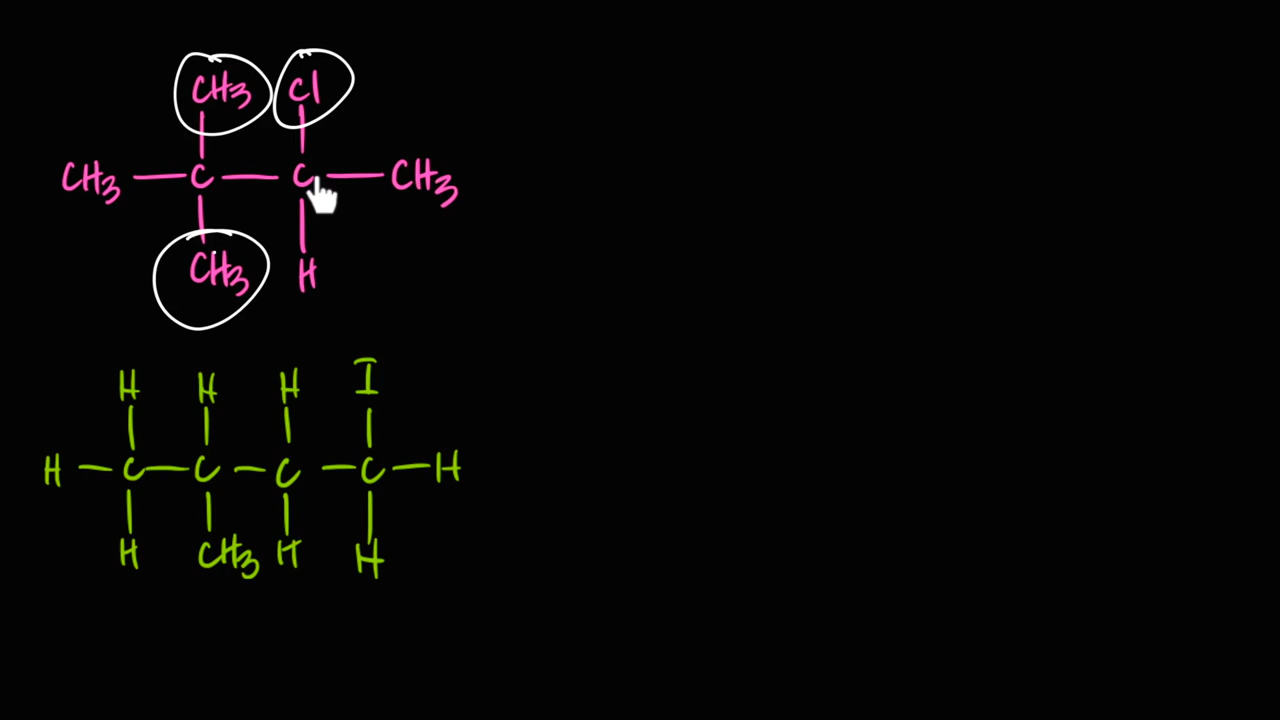 CH3 Cl
CH3 — C — C — CH3
CH3 H
H H H I
H — C — C — C — C — H
H CH3 H H